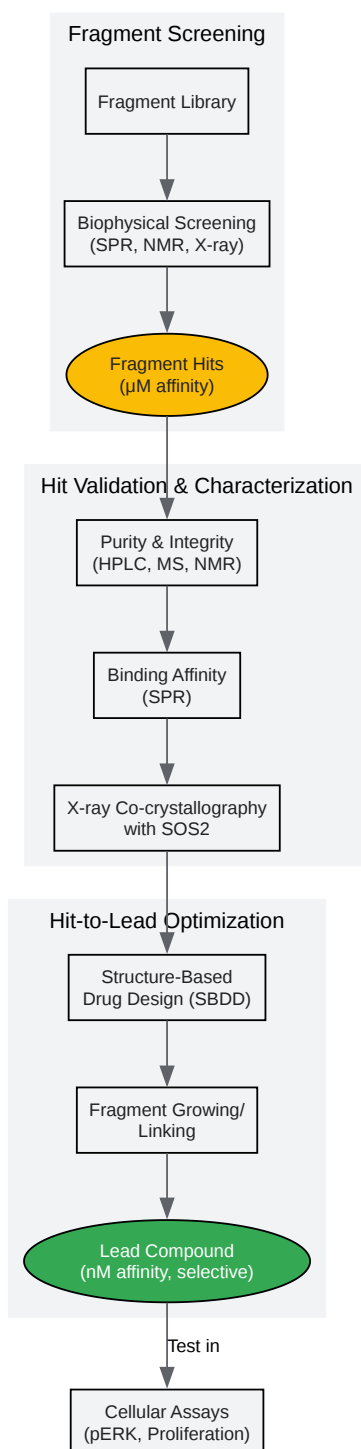 Fragment Screening
Fragment Library
Biophysical Screening
(SPR, NMR, X-ray)
Fragment Hits
(µM affinity)
Hit Validation & Characterization
Purity & Integrity
(HPLC, MS, NMR)
Binding Affinity
(SPR)
X-ray Co-crystallography
with SOS2
Hit-to-Lead Optimization
Structure-Based
Drug Design (SBDD)
Fragment Growing/
Linking
Lead Compound
(nM affinity, selective)
Test in
Cellular Assays
(pERK, Proliferation)